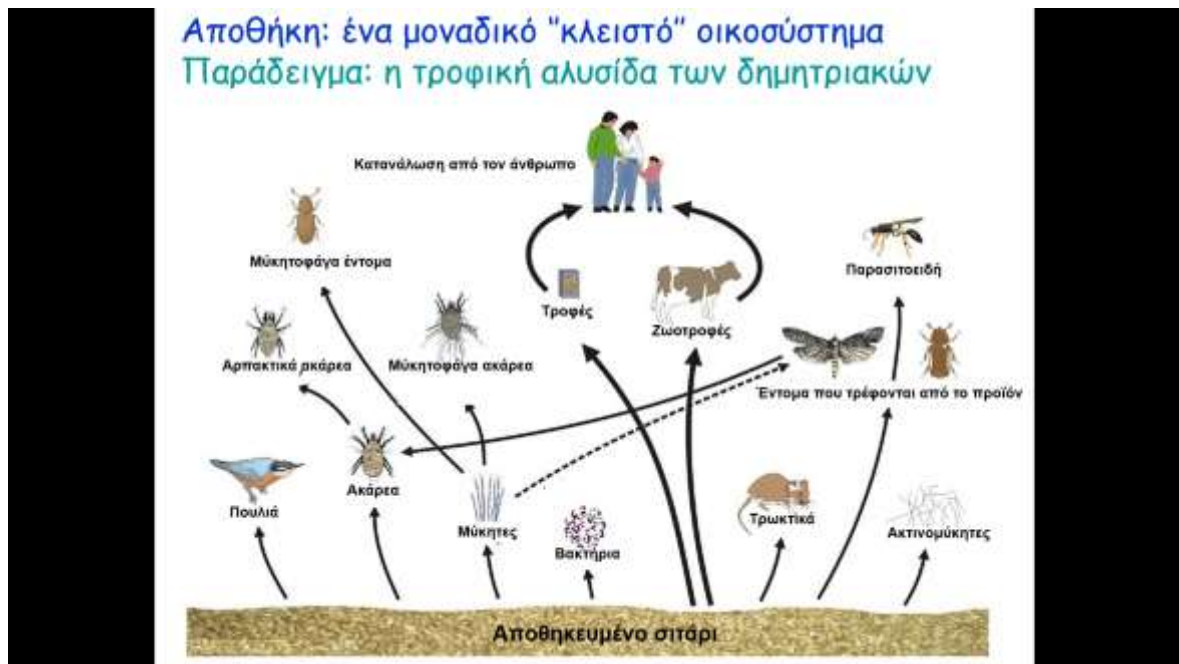 Αποθήκη: ένα μοναδικό "κλειστό" οικοσύστημα
Παράδειγμα: η τροφική αλυσίδα των δημητριακών
Κατανάλωση από τον άνθρωπο
Μύκητοφάγα έντομα
Παρασιτοειδή
Τροφές
Ζωοτροφές
Αρπακτικά ακάρεα
Μύκητοφάγα ακάρεα
Έντομα που τρέφονται από το προϊόν
Ακάρεα
Πουλιά
Μύκητες
Βακτήρια
Τρωκτικά
Ακτινομύκητες
Αποθηκευμένο σιτάρι